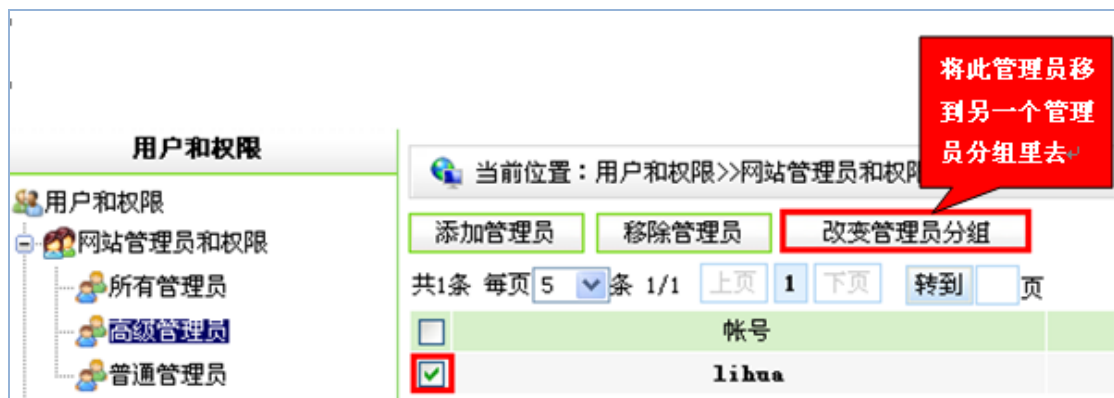 将此管理员移
到另一个管理
员分组里去
用户和权限
当前位置：用户和权限>>网站管理员和权限
用户和权限
网站管理员和权限
添加管理员 移除管理员 改变管理员分组
所有管理员
共1条 每页 5 条 1/1 上页 1 下页 转到 页
高级管理员
帐号
普通管理员
lihua